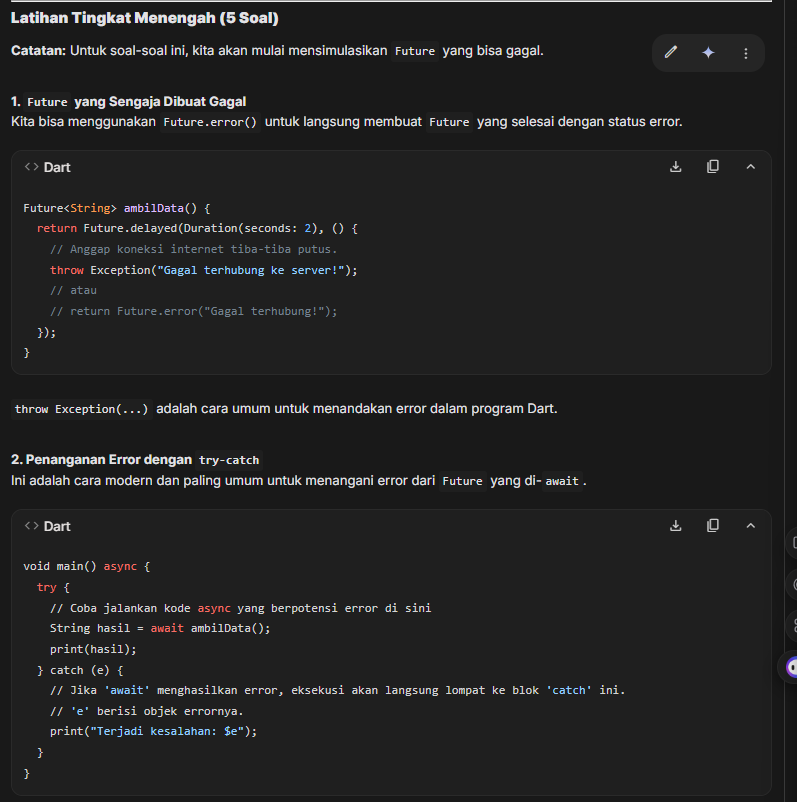 Latihan Tingkat Menengah (5 Soal)
Catatan: Untuk soal-soal ini, kita akan mulai mensimulasikan Future yang bisa gagal.
1. Future yang Sengaja Dibuat Gagal
Kita bisa menggunakan Future.error() untuk langsung membuat Future yang selesai dengan status error.
<> Dart
Future<String> ambilData() {
  return Future.delayed(Duration(seconds: 2), () {
    // Anggap koneksi internet tiba-tiba putus.
    throw Exception("Gagal terhubung ke server!");
    // atau
    // return Future.error("Gagal terhubung!");
  });
}
throw Exception(...) adalah cara umum untuk menandakan error dalam program Dart.
2. Penanganan Error dengan try-catch
Ini adalah cara modern dan paling umum untuk menangani error dari Future yang di-await.
<> Dart
void main() async {
  try {
    // Coba jalankan kode async yang berpotensi error di sini
    String hasil = await ambilData();
    print(hasil);
  } catch (e) {
    // Jika 'await' menghasilkan error, eksekusi akan langsung lompat ke blok 'catch' ini.
    // 'e' berisi objek errornya.
    print("Terjadi kesalahan: $e");
  }
}